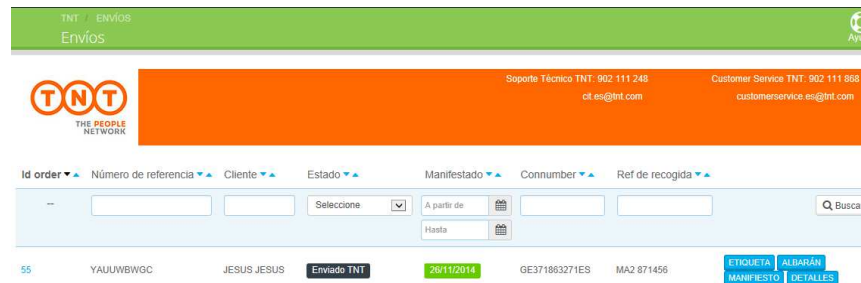 TNT / ENVÍOS
Envíos
TNT
THE PEOPLE
NETWORK
Soporte Técnico TNT: 902 111 248
cit.es@tnt.com
Customer Service TNT: 902 111 868
customerservice.es@tnt.com
Id order Número de referencia Cliente Estado Manifestado Connumber Ref de recogida
-- Seleccione A partir de
Hasta
55 YAUUWBWGC JESUS JESUS Enviado TNT 26/11/2014 GE371863271ES MA2 871456 ETIQUETA ALBARÁN
MANIFIESTO DETALLES